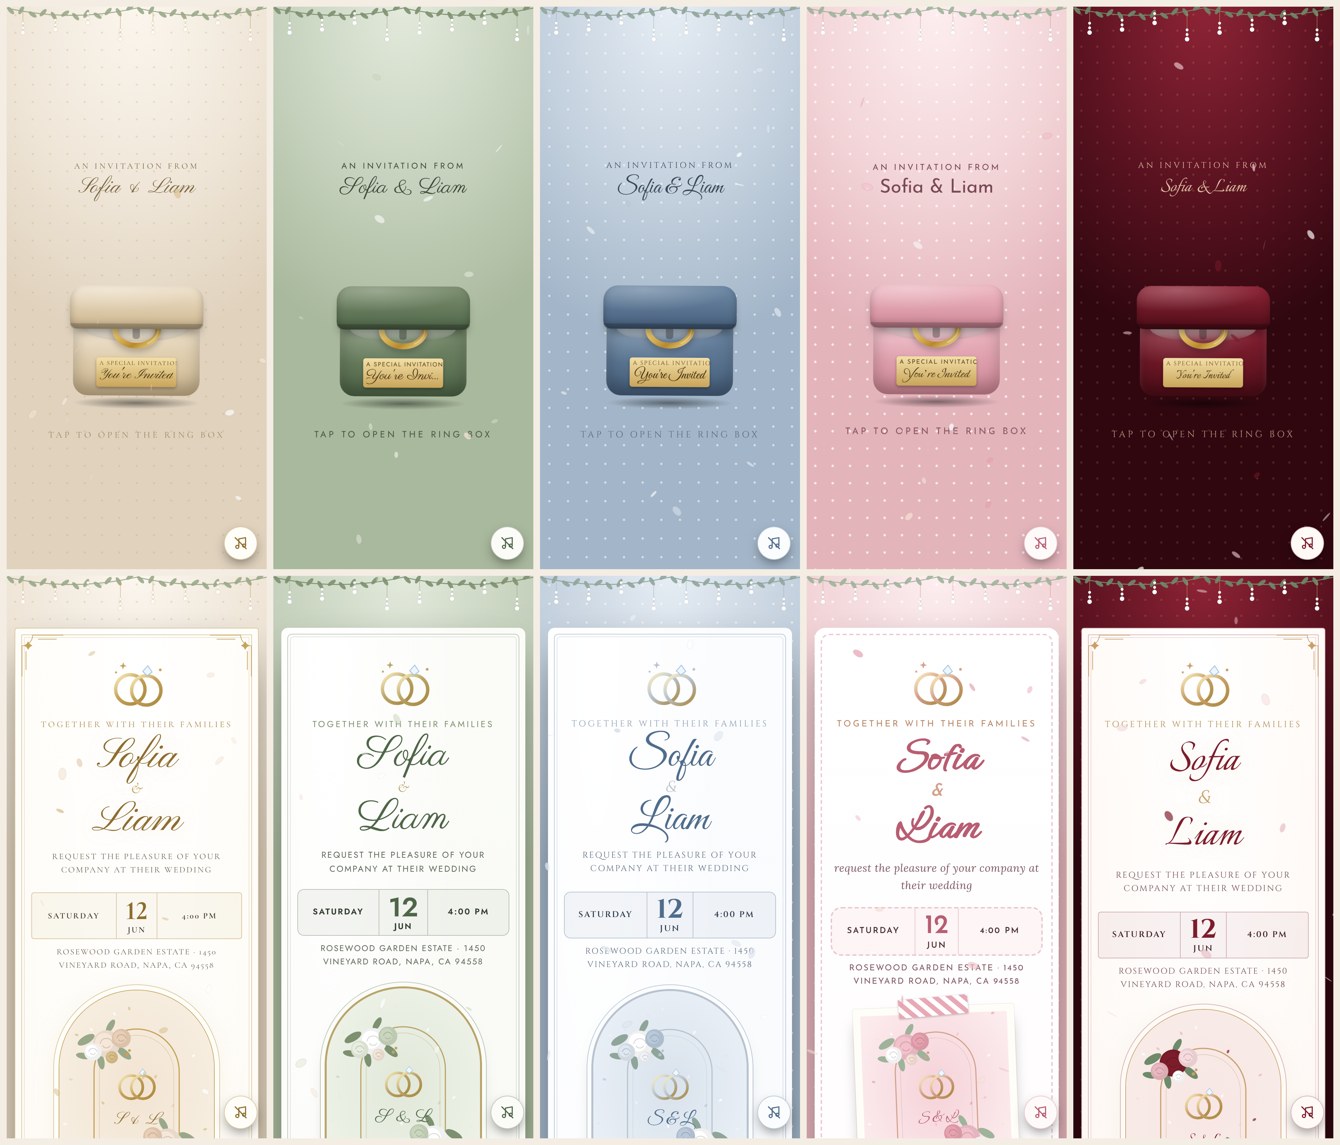 AN INVITATION FROM
Sofia & Liam
A SPECIAL INVITATIO
You're Invited
TAP TO OPEN THE RING BOX
AN INVITATION FROM
Sofia & Liam
A SPECIAL INVITATION
You're Invi...
TAP TO OPEN THE RING BOX
AN INVITATION FROM
Sofia & Liam
A SPECIAL INVITATION
You're Invited
TAP TO OPEN THE RING BOX
AN INVITATION FROM
Sofia & Liam
A SPECIAL INVITATIO
You're Invited
TAP TO OPEN THE RING BOX
AN INVITATION FROM
Sofia & Liam
A SPECIAL INVITATION
You're Invited
TAP TO OPEN THE RING BOX
TOGETHER WITH THEIR FAMILIES
Sofia
&
Liam
REQUEST THE PLEASURE OF YOUR
COMPANY AT THEIR WEDDING
SATURDAY
12
JUN
4:00 PM
ROSEWOOD GARDEN ESTATE · 1450
VINEYARD ROAD, NAPA, CA 94558
S & L
TOGETHER WITH THEIR FAMILIES
Sofia
&
Liam
REQUEST THE PLEASURE OF YOUR
COMPANY AT THEIR WEDDING
SATURDAY
12
JUN
4:00 PM
ROSEWOOD GARDEN ESTATE · 1450
VINEYARD ROAD, NAPA, CA 94558
S & L
TOGETHER WITH THEIR FAMILIES
Sofia
&
Liam
REQUEST THE PLEASURE OF YOUR
COMPANY AT THEIR WEDDING
SATURDAY
12
JUN
4:00 PM
ROSEWOOD GARDEN ESTATE · 1450
VINEYARD ROAD, NAPA, CA 94558
S & L
TOGETHER WITH THEIR FAMILIES
Sofia
&
Liam
request the pleasure of your company at
their wedding
SATURDAY
12
JUN
4:00 PM
ROSEWOOD GARDEN ESTATE · 1450
VINEYARD ROAD, NAPA, CA 94558
S & L
TOGETHER WITH THEIR FAMILIES
Sofia
&
Liam
REQUEST THE PLEASURE OF YOUR
COMPANY AT THEIR WEDDING
SATURDAY
12
JUN
4:00 PM
ROSEWOOD GARDEN ESTATE · 1450
VINEYARD ROAD, NAPA, CA 94558